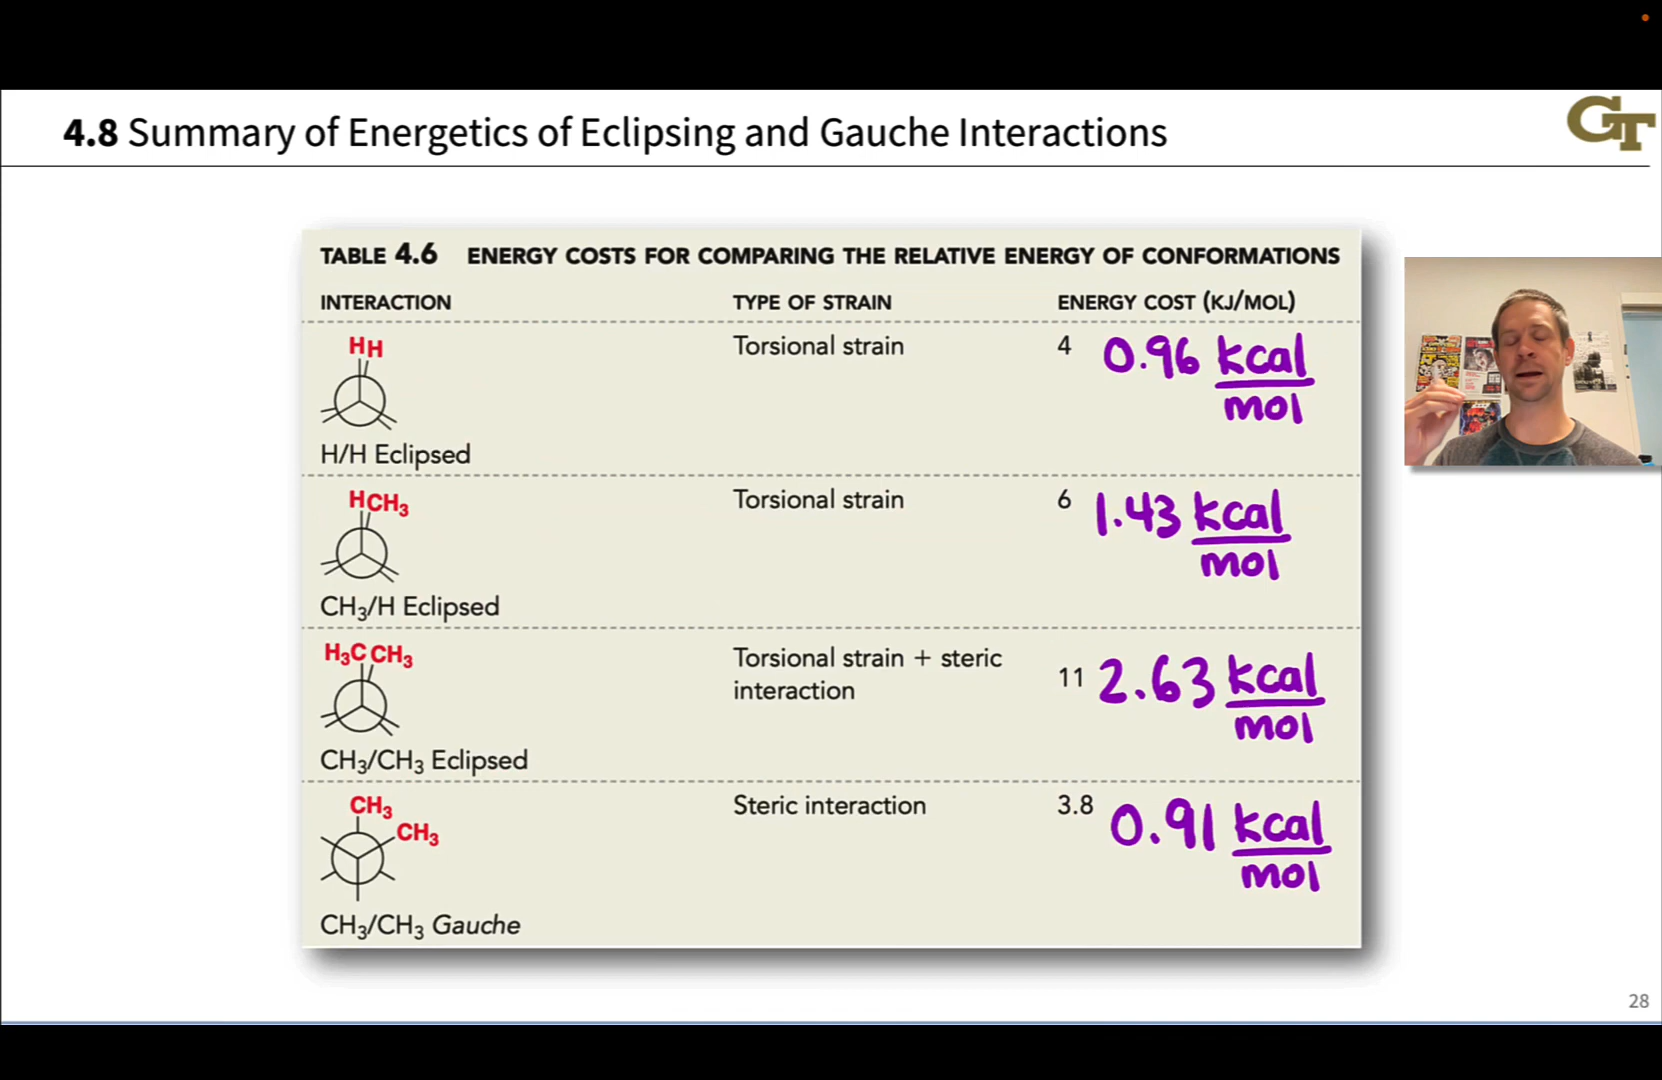 4.8 Summary of Energetics of Eclipsing and Gauche Interactions
GT
TABLE 4.6 ENERGY COSTS FOR COMPARING THE RELATIVE ENERGY OF CONFORMATIONS
INTERACTION TYPE OF STRAIN ENERGY COST (KJ/MOL)
HH
H/H Eclipsed
Torsional strain
4 0.96 kcal
mol
HCH₃
CH₃/H Eclipsed
Torsional strain
6 1.43 kcal
mol
H₃C CH₃
CH₃/CH₃ Eclipsed
Torsional strain + steric
interaction
11 2.63 kcal
mol
CH₃
CH₃
CH₃/CH₃ Gauche
Steric interaction
3.8 0.91 kcal
mol
28